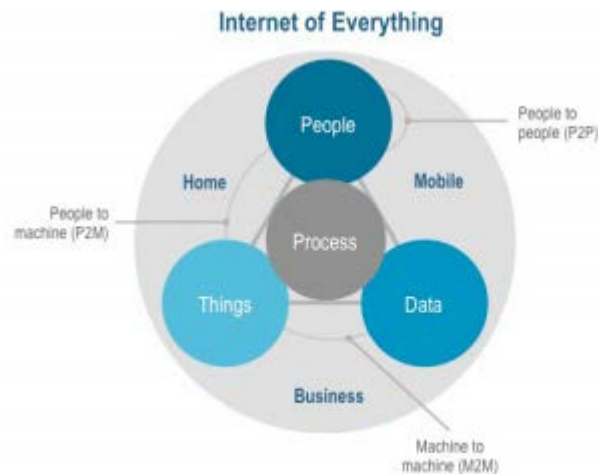 Internet of Everything
People
People to
people (P2P)
Home
Mobile
People to
machine (P2M)
Process
Things
Data
Business
Machine to
machine (M2M)